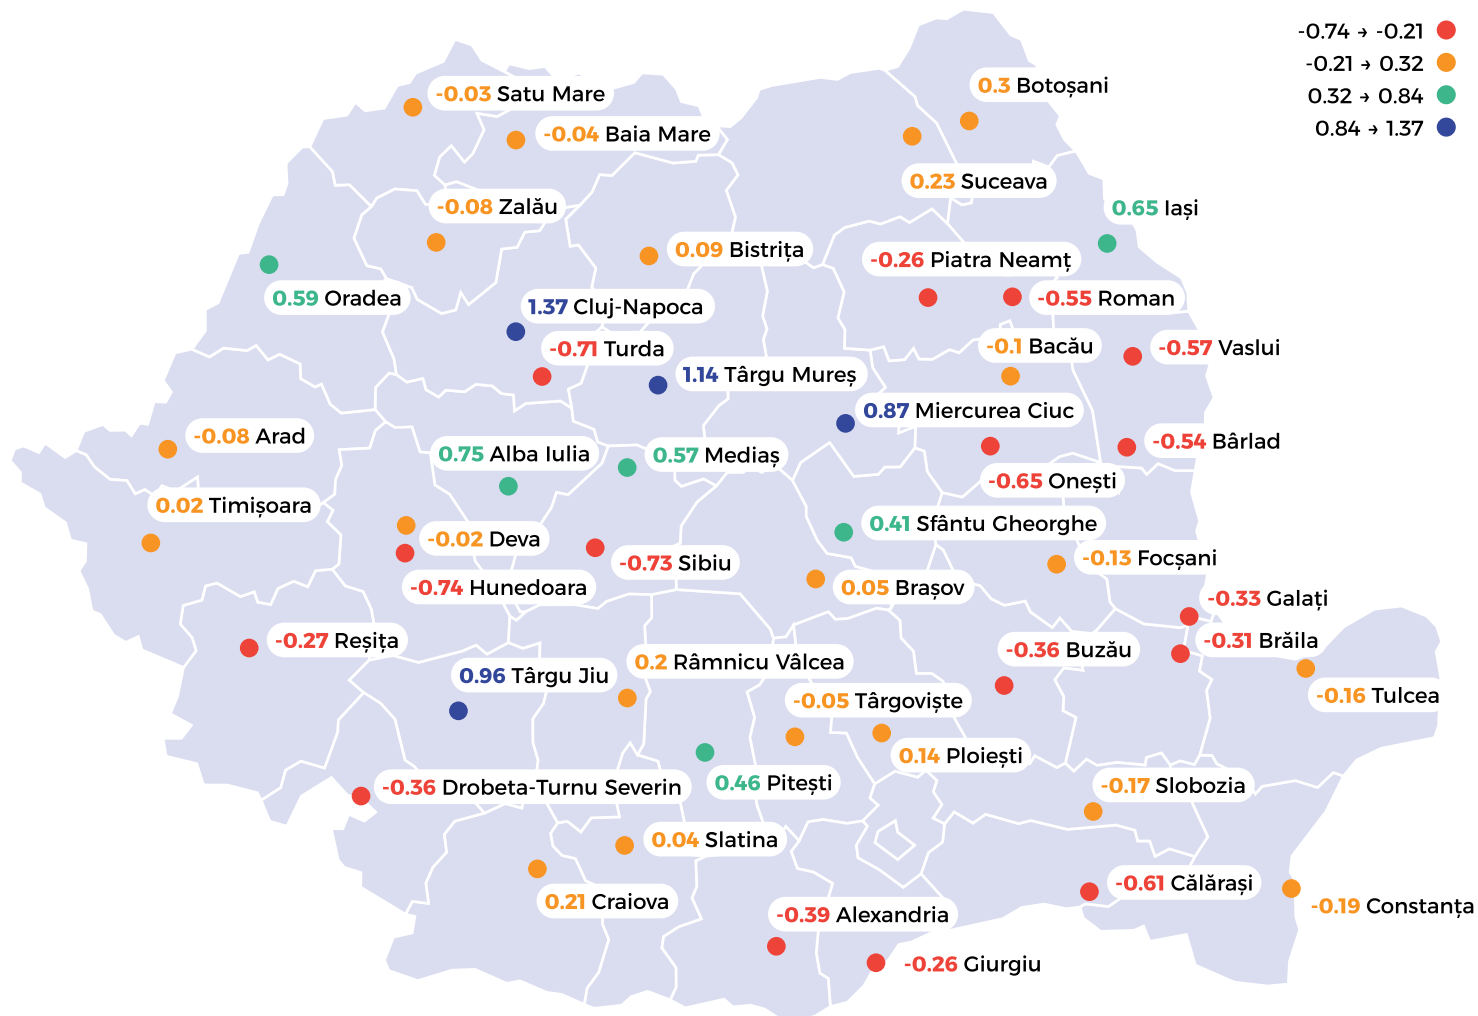 -0.74 → -0.21
-0.21 → 0.32
0.32 → 0.84
0.84 → 1.37
0.3 Botoșani
-0.03 Satu Mare
-0.04 Baia Mare
0.23 Suceava
-0.08 Zalău
0.65 Iași
0.09 Bistrița
-0.26 Piatra Neamț
0.59 Oradea
-0.55 Roman
1.37 Cluj-Napoca
-0.71 Turda
-0.1 Bacău
-0.57 Vaslui
1.14 Târgu Mureș
0.87 Miercurea Ciuc
-0.08 Arad
-0.54 Bârlad
0.75 Alba Iulia
0.57 Mediaș
-0.65 Onești
0.02 Timișoara
0.41 Sfântu Gheorghe
-0.02 Deva
-0.13 Focșani
-0.73 Sibiu
-0.74 Hunedoara
0.05 Brașov
-0.33 Galați
-0.27 Reșița
-0.31 Brăila
-0.36 Buzău
0.2 Râmnicu Vâlcea
0.96 Târgu Jiu
-0.16 Tulcea
-0.05 Târgoviște
0.14 Ploiești
0.46 Pitești
-0.36 Drobeta-Turnu Severin
-0.17 Slobozia
0.04 Slatina
-0.61 Călărași
0.21 Craiova
-0.19 Constanța
-0.39 Alexandria
-0.26 Giurgiu